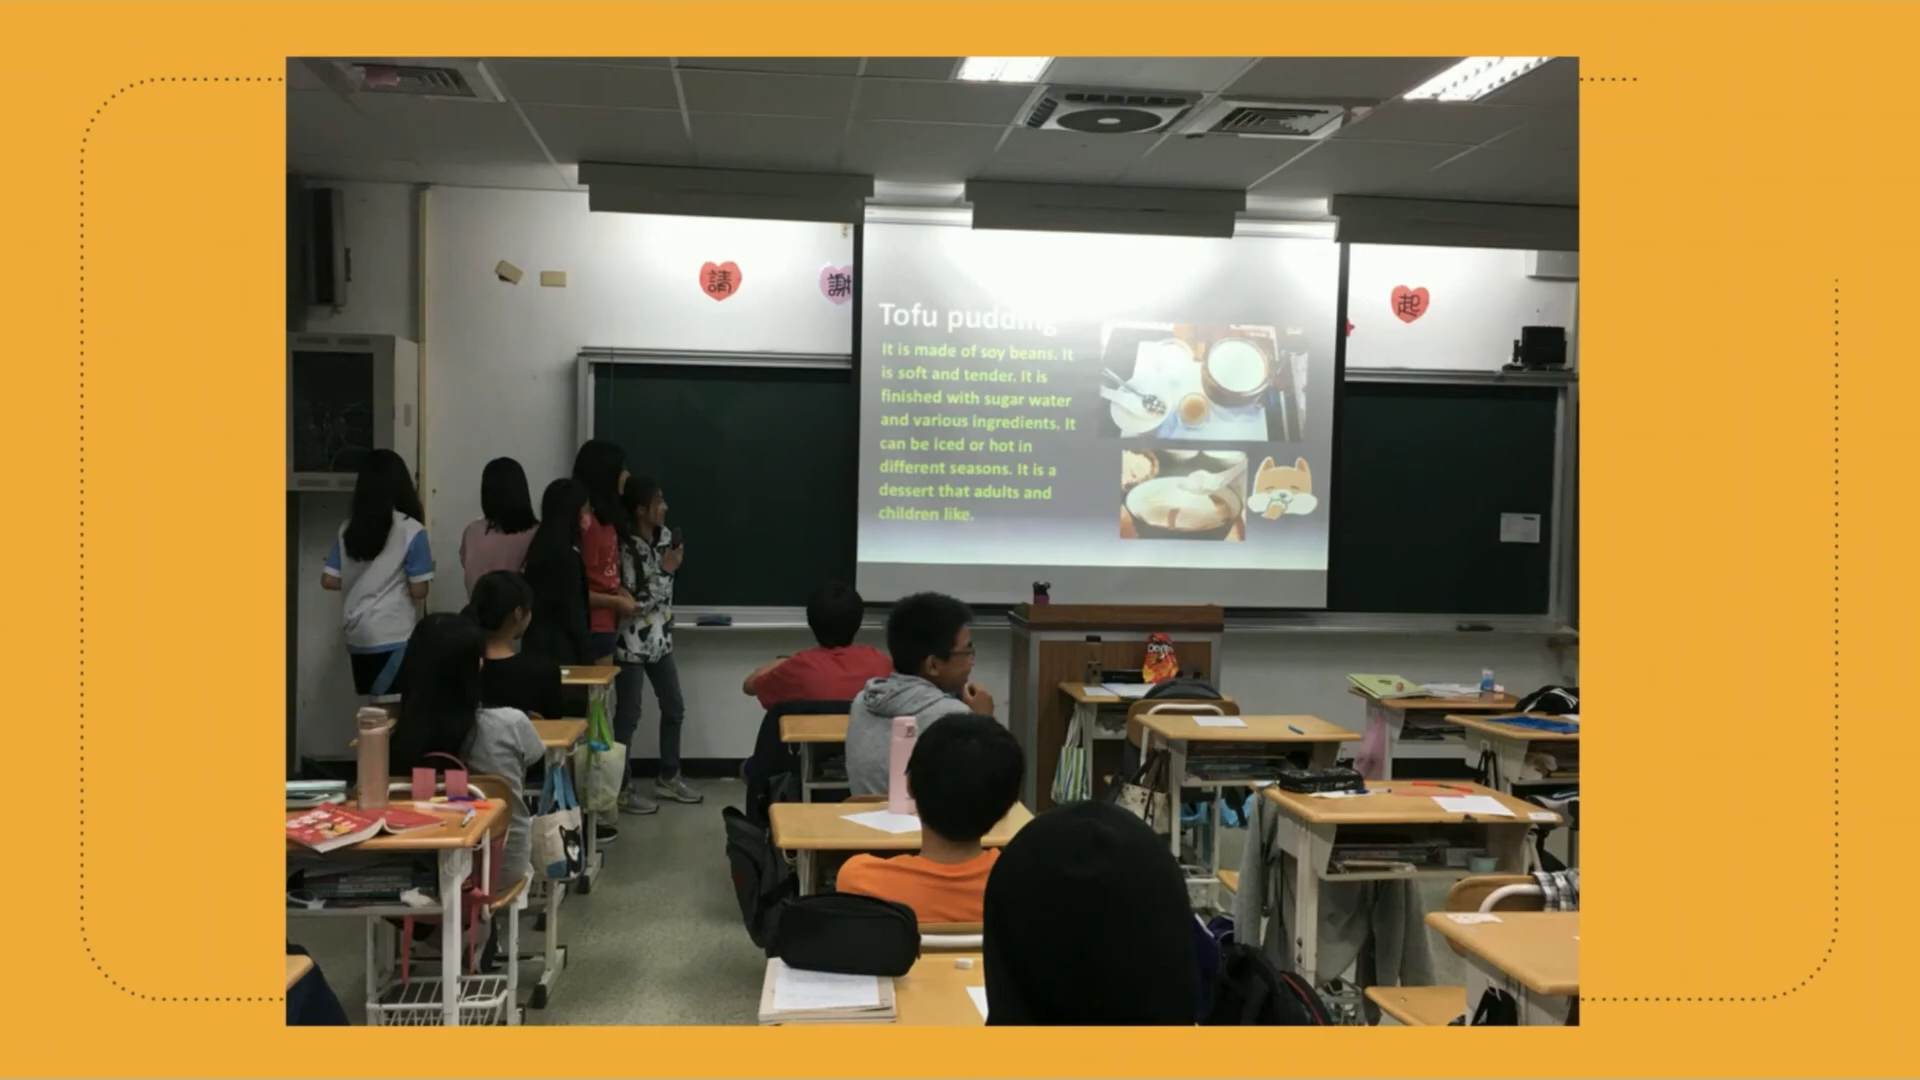 請
謝
起
Tofu pudding
It is made of soy beans. It
is soft and tender. It is
finished with sugar water
and various ingredients. It
can be iced or hot in
different seasons. It is a
dessert that adults and
children like.